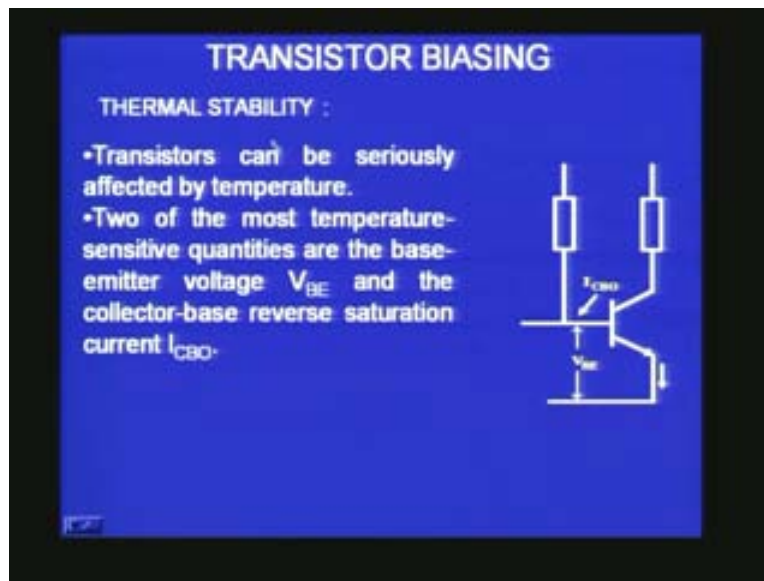 TRANSISTOR BIASING
THERMAL STABILITY :
•Transistors can be seriously
affected by temperature.
•Two of the most temperature-
sensitive quantities are the base-
emitter voltage VBE and the
collector-base reverse saturation
current ICBO.
ICBO
VBE